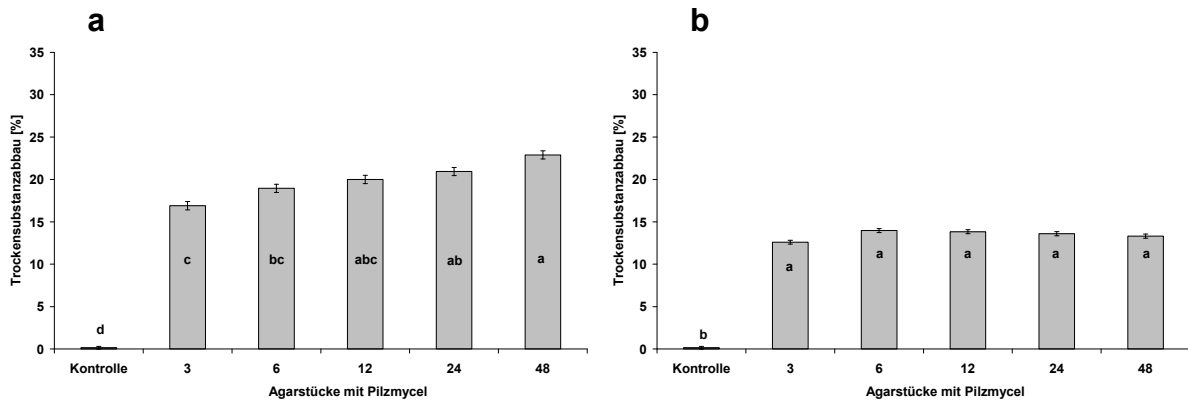 a
Trockensubstanzabbau [%]
35
30
25
20
15
10
5
0
d
c
bc
abc
ab
a
Kontrolle 3 6 12 24 48
Agarstücke mit Pilzmycel
b
Trockensubstanzabbau [%]
35
30
25
20
15
10
5
0
b
a
a
a
a
a
Kontrolle 3 6 12 24 48
Agarstücke mit Pilzmycel